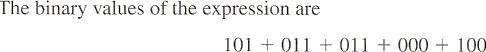 The binary values of the expression are
101 + 011 + 011 + 000 + 100